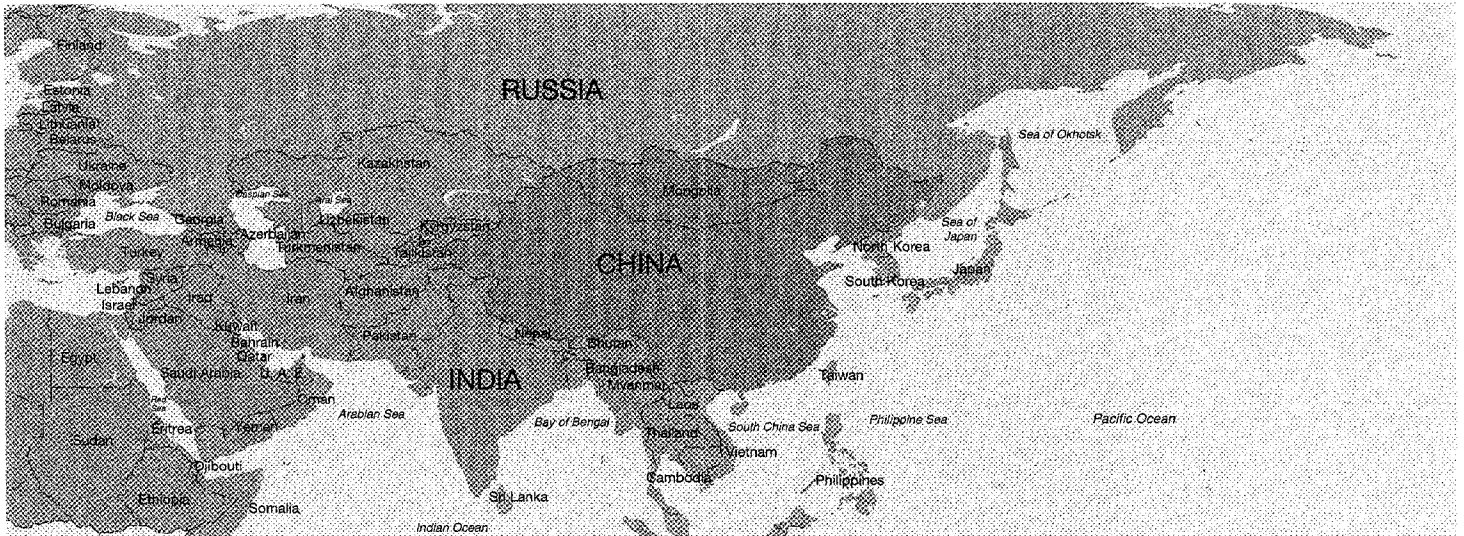 Finland
RUSSIA
Estonia
Latvia
Lithuania
Belarus
Sea of Okhotsk
Ukraine
Kazakhstan
Moldova
Mongolia
Romania
Caspian Sea
Aral Sea
Black Sea
Bulgaria
Georgia
Uzbekistan
Kyrgyzstan
Sea of
Japan
Armenia
Azerbaijan
Turkmenistan
Tajikistan
North Korea
Turkey
CHINA
Japan
Syria
South Korea
Lebanon
Israel
Iraq
Iran
Afghanistan
Jordan
Kuwait
Pakistan
Nepal
Bhutan
Bahrain
Qatar
Egypt
Saudi Arabia
U. A. E.
INDIA
Bangladesh
Myanmar
Taiwan
Oman
Laos
Red
Sea
Arabian Sea
Bay of Bengal
South China Sea
Philippine Sea
Pacific Ocean
Eritrea
Yemen
Sudan
Thailand
Vietnam
Djibouti
Cambodia
Philippines
Ethiopia
Sri Lanka
Somalia
Indian Ocean